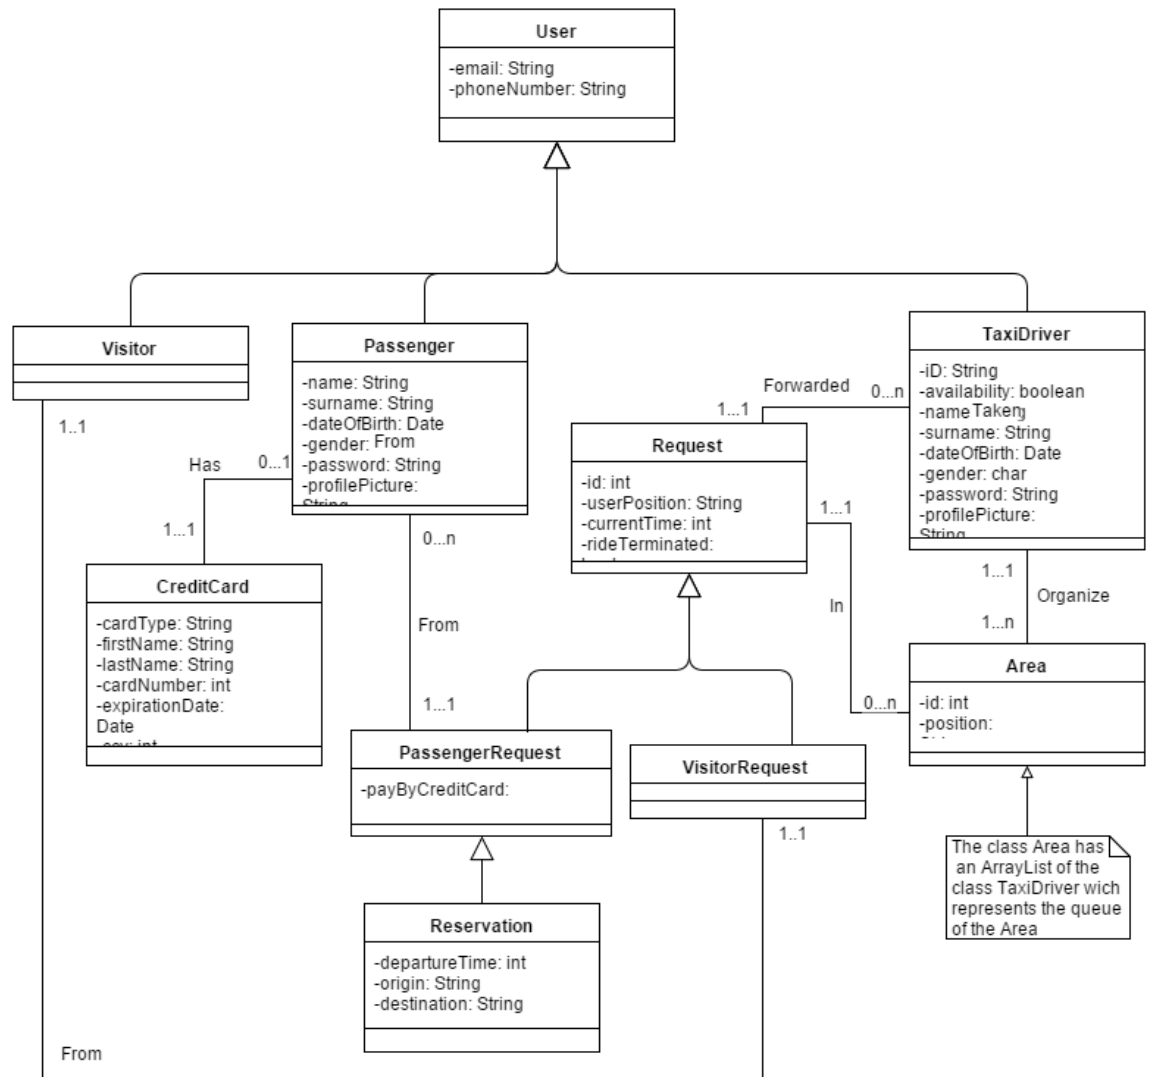 User
-email: String
-phoneNumber: String
Visitor
1...1
Passenger
-name: String
-surname: String
-dateOfBirth: Date
-gender: From
-password: String
-profilePicture:
String
TaxiDriver
-iD: String
-availability: boolean
-name Taken
-surname: String
-dateOfBirth: Date
-gender: char
-password: String
-profilePicture:
String
Forwarded
0...n
1...1
Has
0...1
1...1
Request
-id: int
-userPosition: String
-currentTime: int
-rideTerminated:
1...1
In
0...n
0...n
From
1...1
1...1
Organize
1...n
CreditCard
-cardType: String
-firstName: String
-lastName: String
-cardNumber: int
-expirationDate:
Date
Area
-id: int
-position:
PassengerRequest
-payByCreditCard:
VisitorRequest
1...1
The class Area has
an ArrayList of the
class TaxiDriver wich
represents the queue
of the Area
Reservation
-departureTime: int
-origin: String
-destination: String
From